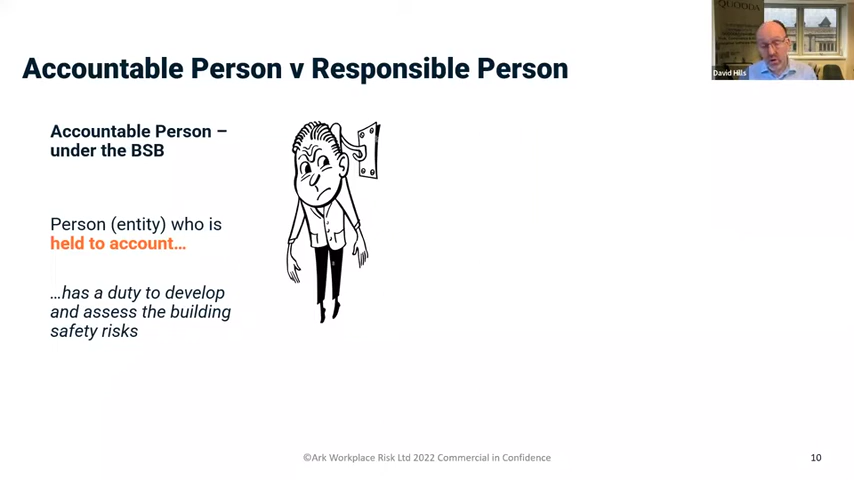 QUOODA
Accountable Person v Responsible Person
David Hills
Accountable Person –
under the BSB
Person (entity) who is
held to account…
…has a duty to develop
and assess the building
safety risks
©Ark Workplace Risk Ltd 2022 Commercial in Confidence
10